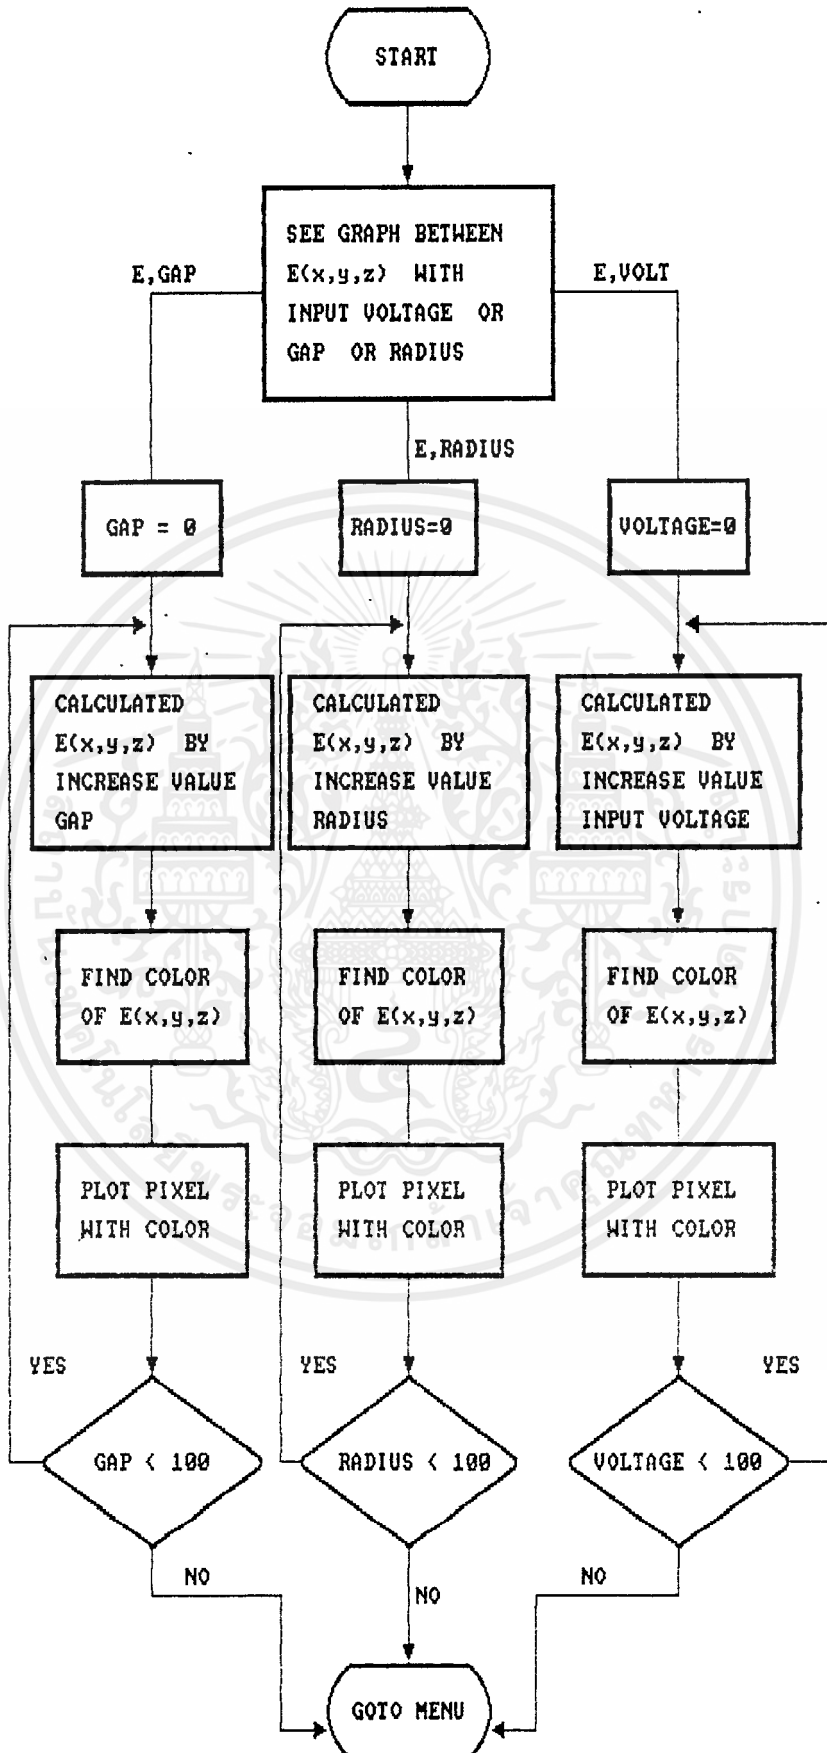 START
SEE GRAPH BETWEEN
E(x,y,z) WITH
INPUT VOLTAGE OR
GAP OR RADIUS
E,GAP
E,VOLT
E,RADIUS
GAP = 0
RADIUS=0
VOLTAGE=0
CALCULATED
E(x,y,z) BY
INCREASE VALUE
GAP
CALCULATED
E(x,y,z) BY
INCREASE VALUE
RADIUS
CALCULATED
E(x,y,z) BY
INCREASE VALUE
INPUT VOLTAGE
FIND COLOR
OF E(x,y,z)
FIND COLOR
OF E(x,y,z)
FIND COLOR
OF E(x,y,z)
PLOT PIXEL
WITH COLOR
PLOT PIXEL
WITH COLOR
PLOT PIXEL
WITH COLOR
YES
YES
YES
GAP < 100
RADIUS < 100
VOLTAGE < 100
NO
NO
NO
GOTO MENU